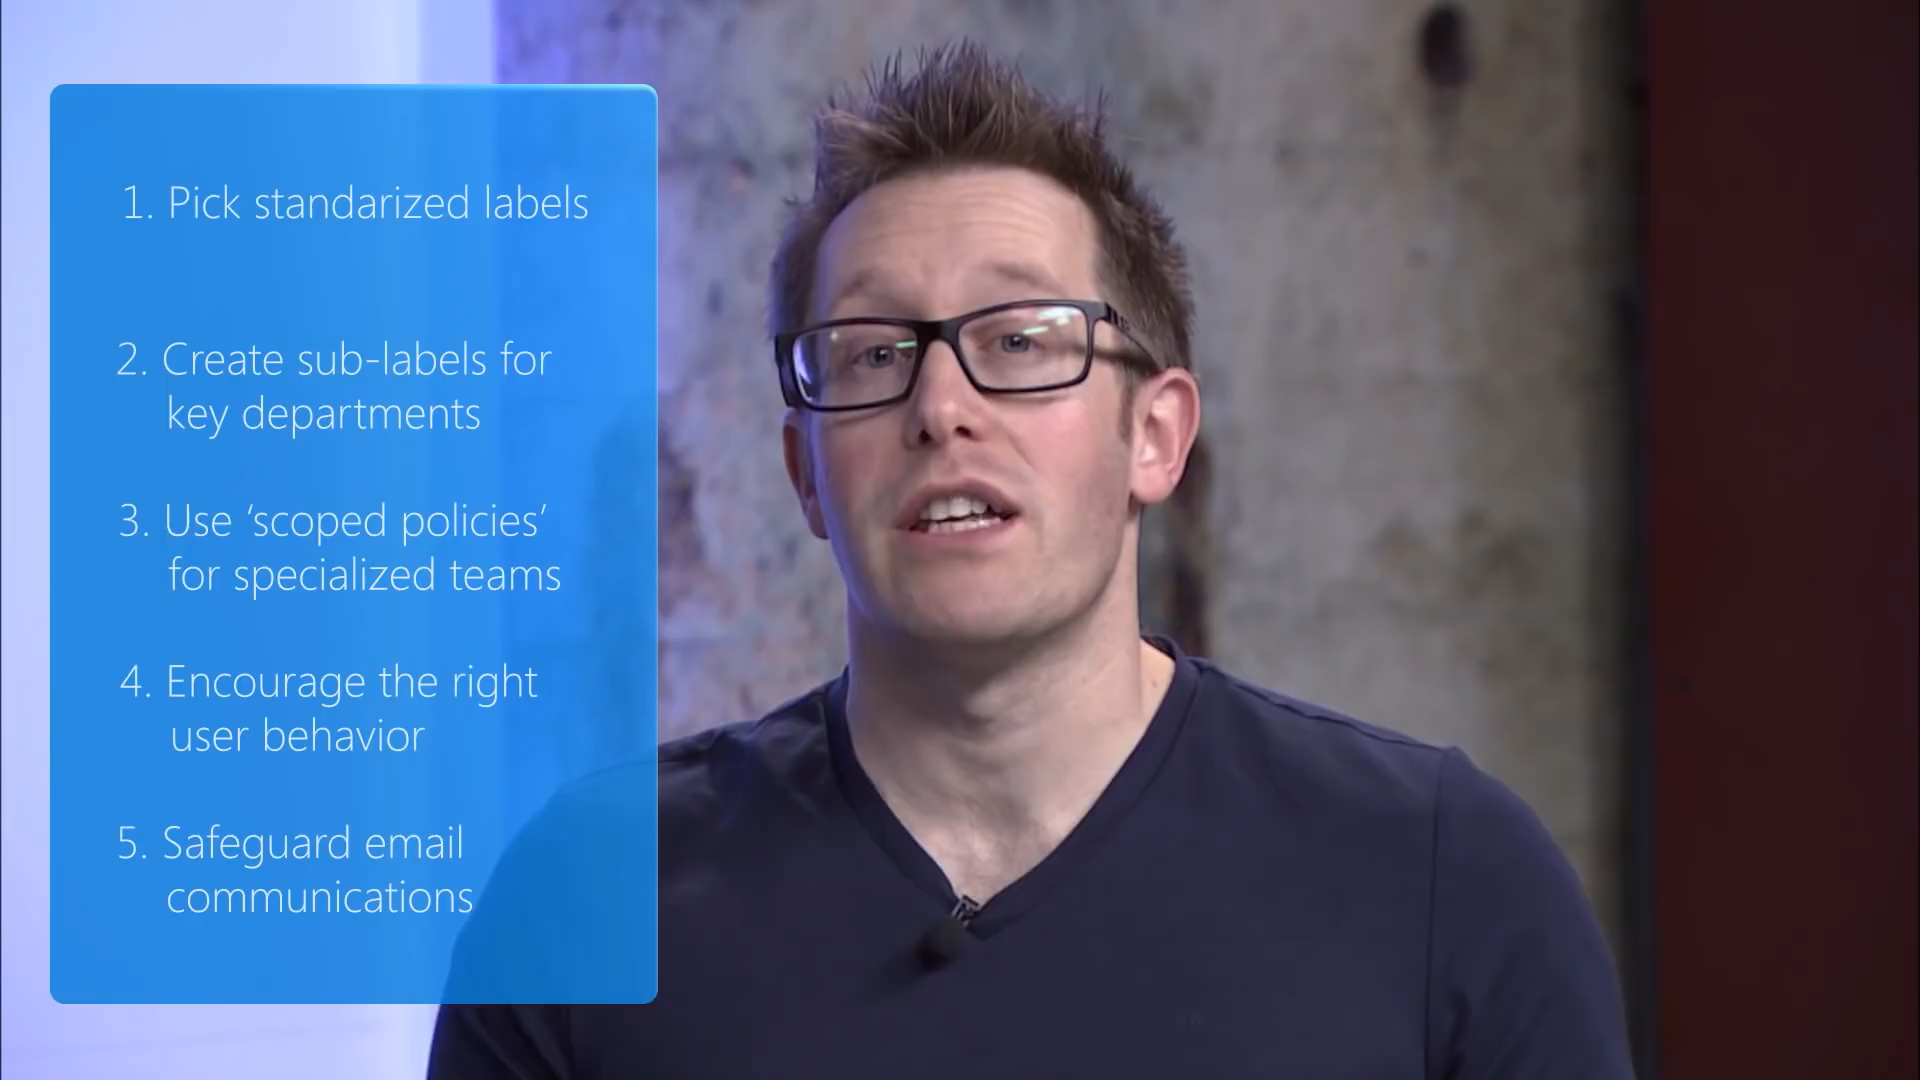 1. Pick standarized labels
2. Create sub-labels for
key departments
3. Use ‘scoped policies’
for specialized teams
4. Encourage the right
user behavior
5. Safeguard email
communications